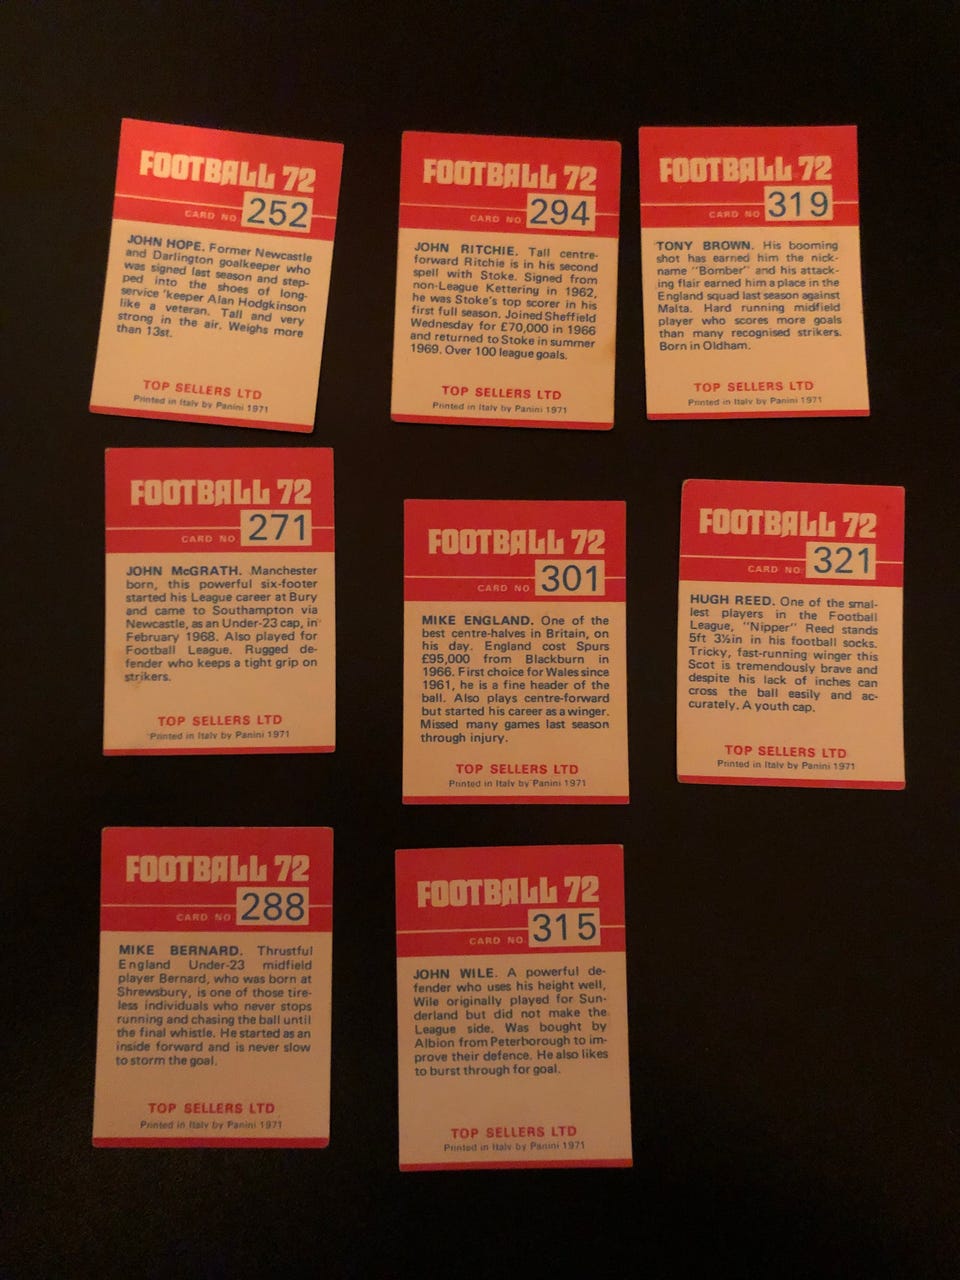 FOOTBALL 72
CARD NO 252
JOHN HOPE. Former Newcastle
and Darlington goalkeeper who
was signed last season and step-
ped into the shoes of long-
service 'keeper Alan Hodgkinson
like a veteran. Tall and very
strong in the air. Weighs more
than 13st.
TOP SELLERS LTD
Printed in Italy by Panini 1971
FOOTBALL 72
CARD NO 294
JOHN RITCHIE. Tall centre-
forward Ritchie is in his second
spell with Stoke. Signed from
non-League Kettering in 1962,
he was Stoke's top scorer in his
first full season. Joined Sheffield
Wednesday for £70,000 in 1966
and returned to Stoke in summer
1969. Over 100 league goals.
TOP SELLERS LTD
Printed in Italy by Panini 1971
FOOTBALL 72
CARD NO 319
TONY BROWN. His booming
shot has earned him the nick-
name "Bomber" and his attack-
ing flair earned him a place in the
England squad last season against
Malta. Hard running midfield
player who scores more goals
than many recognised strikers.
Born in Oldham.
TOP SELLERS LTD
Printed in Italy by Panini 1971
FOOTBALL 72
CARD NO 271
JOHN McGRATH. Manchester
born, this powerful six-footer
started his League career at Bury
and came to Southampton via
Newcastle, as an Under-23 cap, in
February 1968. Also played for
Football League. Rugged de-
fender who keeps a tight grip on
strikers.
TOP SELLERS LTD
Printed in Italy by Panini 1971
FOOTBALL 72
CARD NO 301
MIKE ENGLAND. One of the
best centre-halves in Britain, on
his day. England cost Spurs
£95,000 from Blackburn in
1966. First choice for Wales since
1961, he is a fine header of the
ball. Also plays centre-forward
but started his career as a winger.
Missed many games last season
through injury.
TOP SELLERS LTD
Printed in Italy by Panini 1971
FOOTBALL 72
CARD NO 321
HUGH REED. One of the smal-
lest players in the Football
League, "Nipper" Reed stands
5ft 3½in in his football socks.
Tricky, fast-running winger this
Scot is tremendously brave and
despite his lack of inches can
cross the ball easily and ac-
curately. A youth cap.
TOP SELLERS LTD
Printed in Italy by Panini 1971
FOOTBALL 72
CARD NO 288
MIKE BERNARD. Thrustful
England Under-23 midfield
player Bernard, who was born at
Shrewsbury, is one of those tire-
less individuals who never stops
running and chasing the ball until
the final whistle. He started as an
inside forward and is never slow
to storm the goal.
TOP SELLERS LTD
Printed in Italy by Panini 1971
FOOTBALL 72
CARD NO 315
JOHN WILE. A powerful de-
fender who uses his height well,
Wile originally played for Sun-
derland but did not make the
League side. Was bought by
Albion from Peterborough to im-
prove their defence. He also likes
to burst through for goal.
TOP SELLERS LTD
Printed in Italy by Panini 1971